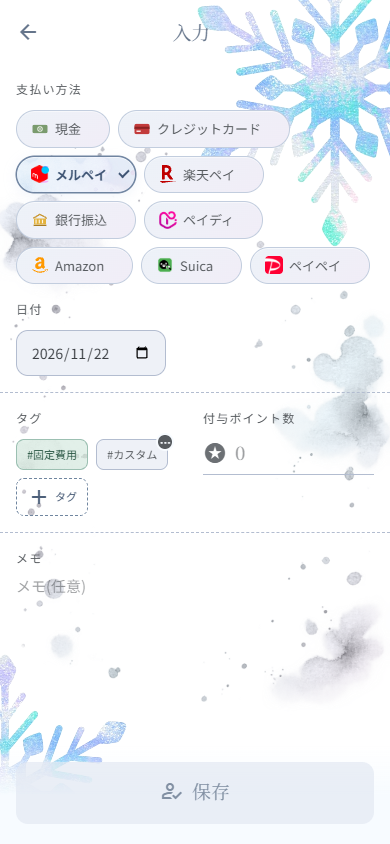 入力
支払い方法
現金
クレジットカード
メルペイ
楽天ペイ
銀行振込
ペイディ
Amazon
Suica
ペイペイ
日付
2026/11/22
タグ
#固定費用
#カスタム
タグ
付与ポイント数
0
メモ
メモ(任意)
保存